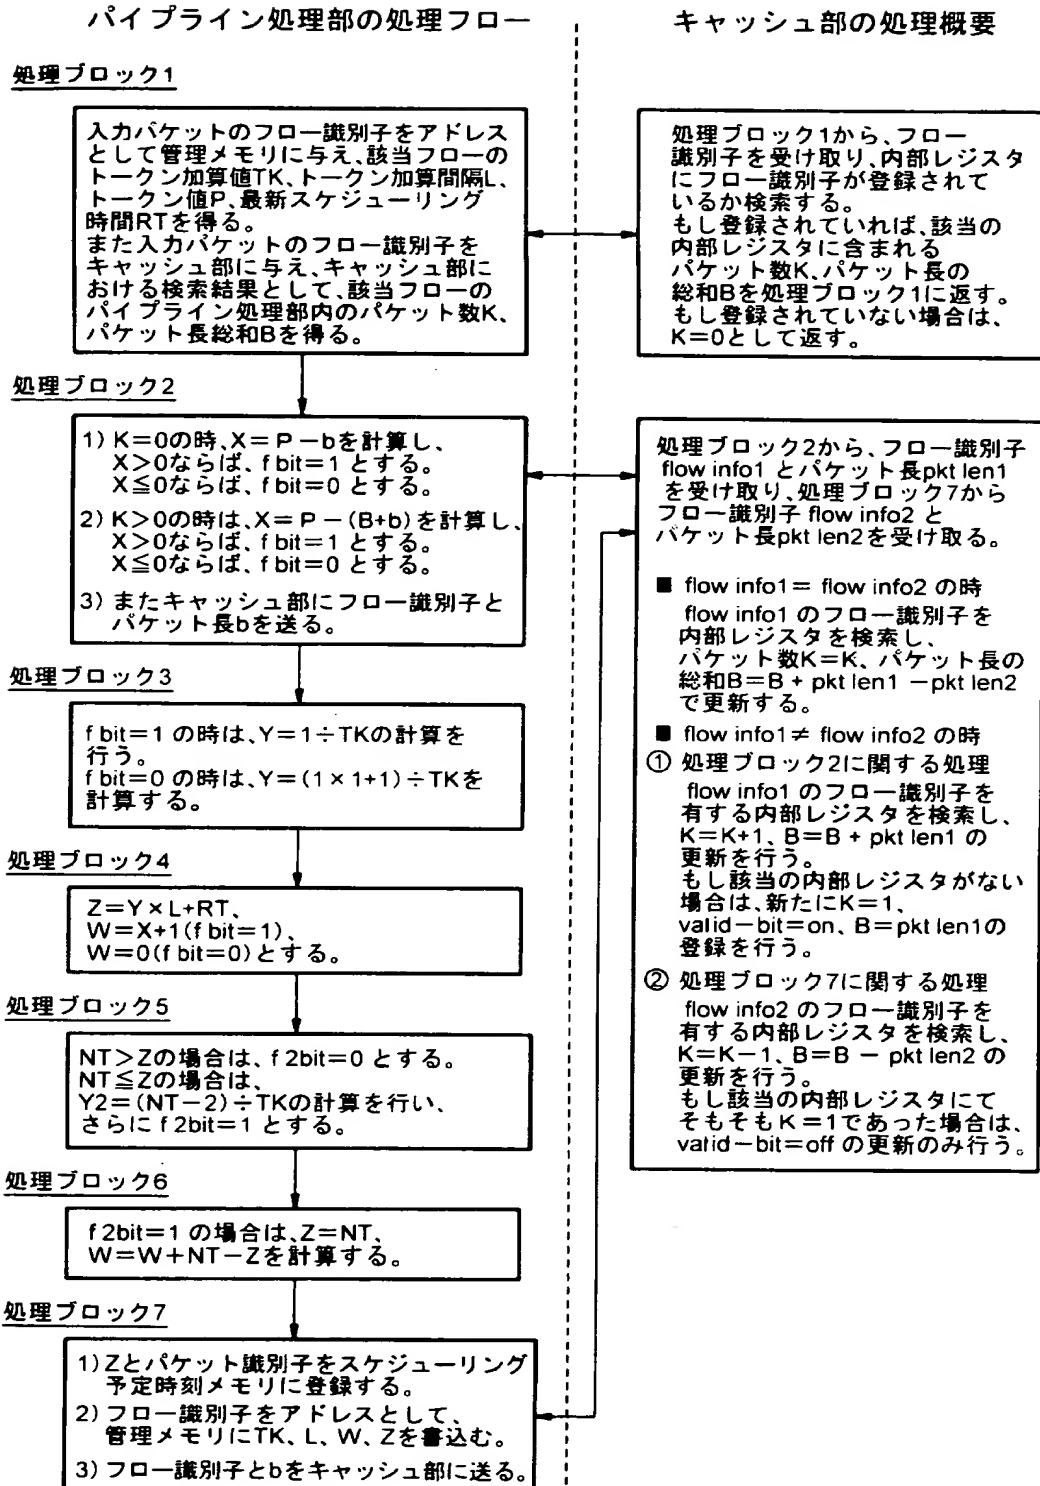 パイプライン処理部の処理フロー
処理ブロック1
入力パケットのフロー識別子をアドレス
として管理メモリに与え、該当フローの
トークン加算値TK、トークン加算間隔L、
トークン値P、最新スケジューリング
時間RTを得る。
また入力パケットのフロー識別子を
キャッシュ部に与え、キャッシュ部に
おける検索結果として、該当フローの
パイプライン処理部内のパケット数K、
パケット長総和Bを得る。
処理ブロック2
1) K=0の時、X=P-bを計算し、
X>0ならば、f bit=1 とする。
X≦0ならば、f bit=0 とする。
2) K>0の時は、X=P-(B+b)を計算し、
X>0ならば、f bit=1 とする。
X≦0ならば、f bit=0 とする。
3) またキャッシュ部にフロー識別子と
パケット長bを送る。
処理ブロック3
f bit=1 の時は、Y=1÷TKの計算を
行う。
f bit=0 の時は、Y=(1×1+1)÷TKを
計算する。
処理ブロック4
Z=Y×L+RT、
W=X+1(f bit=1)、
W=0(f bit=0)とする。
処理ブロック5
NT>Zの場合は、f 2bit=0 とする。
NT≦Zの場合は、
Y2=(NT-2)÷TKの計算を行い、
さらに f 2bit=1 とする。
処理ブロック6
f 2bit=1 の場合は、Z=NT、
W=W+NT-Zを計算する。
処理ブロック7
1) Zとパケット識別子をスケジューリング
予定時刻メモリに登録する。
2) フロー識別子をアドレスとして、
管理メモリにTK、L、W、Zを書込む。
3) フロー識別子とbをキャッシュ部に送る。
キャッシュ部の処理概要
処理ブロック1から、フロー
識別子を受け取り、内部レジスタ
にフロー識別子が登録されて
いるか検索する。
もし登録されていれば、該当の
内部レジスタに含まれる
パケット数K、パケット長の
総和Bを処理ブロック1に返す。
もし登録されていない場合は、
K=0として返す。
処理ブロック2から、フロー識別子
flow info1 とパケット長pkt len1
を受け取り、処理ブロック7から
フロー識別子 flow info2 と
パケット長pkt len2を受け取る。
■ flow info1= flow info2 の時
flow info1 のフロー識別子を
内部レジスタを検索し、
パケット数K=K、パケット長の
総和B=B + pkt len1 -pkt len2
で更新する。
■ flow info1≠ flow info2 の時
① 処理ブロック2に関する処理
flow info1 のフロー識別子を
有する内部レジスタを検索し、
K=K+1、B=B + pkt len1 の
更新を行う。
もし該当の内部レジスタがない
場合は、新たにK=1、
valid-bit=on、B=pkt len1の
登録を行う。
② 処理ブロック7に関する処理
flow info2 のフロー識別子を
有する内部レジスタを検索し、
K=K-1、B=B - pkt len2 の
更新を行う。
もし該当の内部レジスタにて
そもそもK=1であった場合は、
valid-bit=off の更新のみ行う。